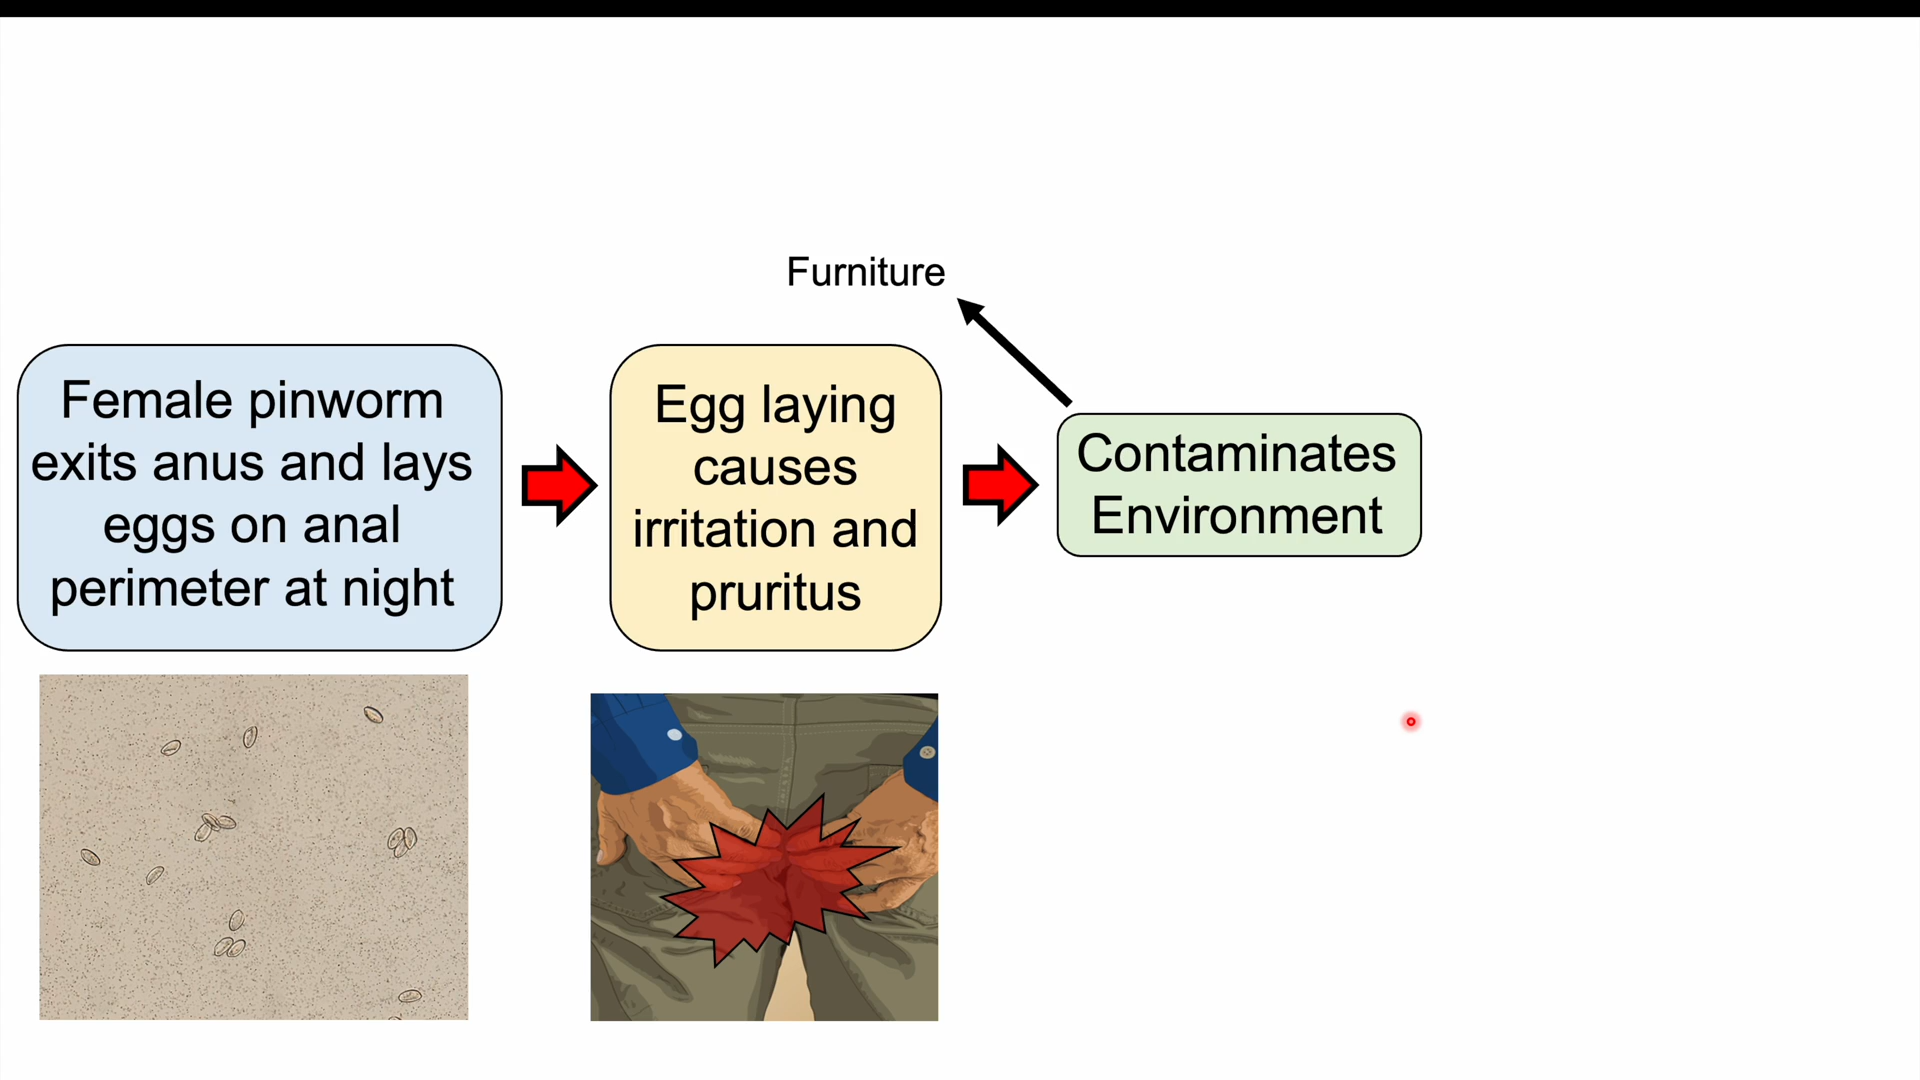 Furniture
Female pinworm
exits anus and lays
eggs on anal
perimeter at night
Egg laying
causes
irritation and
pruritus
Contaminates
Environment